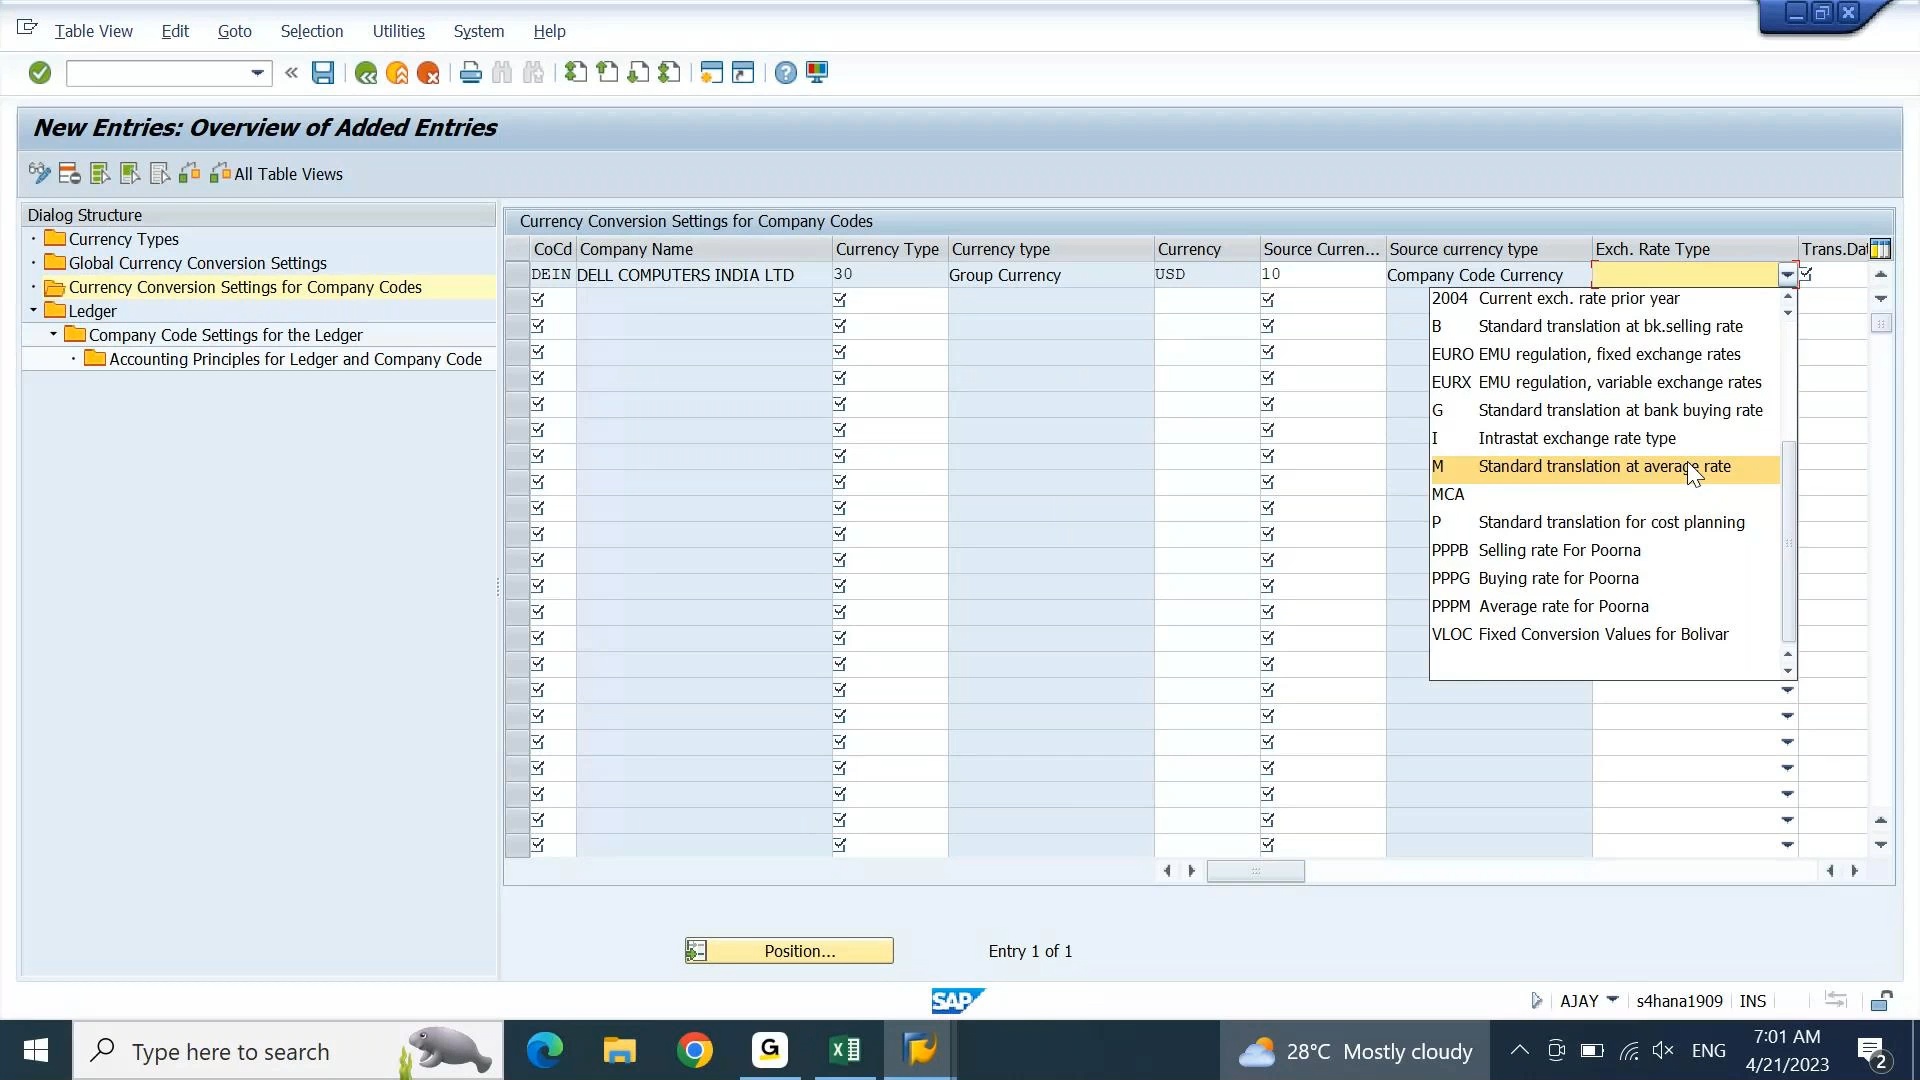 Table View Edit Goto Selection Utilities System Help
New Entries: Overview of Added Entries
All Table Views
Dialog Structure
Currency Types
Global Currency Conversion Settings
Currency Conversion Settings for Company Codes
Ledger
Company Code Settings for the Ledger
Accounting Principles for Ledger and Company Code
Currency Conversion Settings for Company Codes
CoCd Company Name Currency Type Currency type Currency Source Curren... Source currency type Exch. Rate Type Trans.Dat
DEIN DELL COMPUTERS INDIA LTD 30 Group Currency USD 10 Company Code Currency
2004 Current exch. rate prior year
B Standard translation at bk.selling rate
EURO EMU regulation, fixed exchange rates
EURX EMU regulation, variable exchange rates
G Standard translation at bank buying rate
I Intrastat exchange rate type
M Standard translation at average rate
MCA
P Standard translation for cost planning
PPPB Selling rate For Poorna
PPPG Buying rate for Poorna
PPPM Average rate for Poorna
VLOC Fixed Conversion Values for Bolivar
Position... Entry 1 of 1
SAP
AJAY s4hana1909 INS
Type here to search
G
28°C Mostly cloudy
ENG
7:01 AM
4/21/2023
2